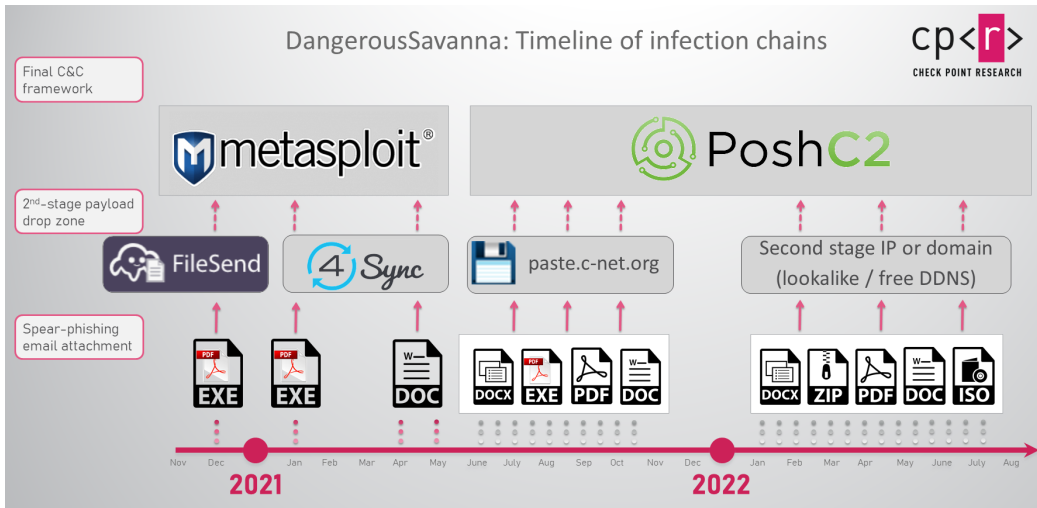 DangerousSavanna: Timeline of infection chains
cp<r>
CHECK POINT RESEARCH
Final C&C
framework
metasploit®
PoshC2
2nd-stage payload
drop zone
FileSend
4 Sync
paste.c-net.org
Second stage IP or domain
(lookalike / free DDNS)
Spear-phishing
email attachment
PDF
EXE
PDF
EXE
W
DOC
DOCX
PDF
EXE
PDF
W
DOC
DOCX
ZIP
PDF
W
DOC
ISO
Nov Dec Jan Feb Mar Apr May June July Aug Sep Oct Nov Dec Jan Feb Mar Apr May June July Aug
2021
2022